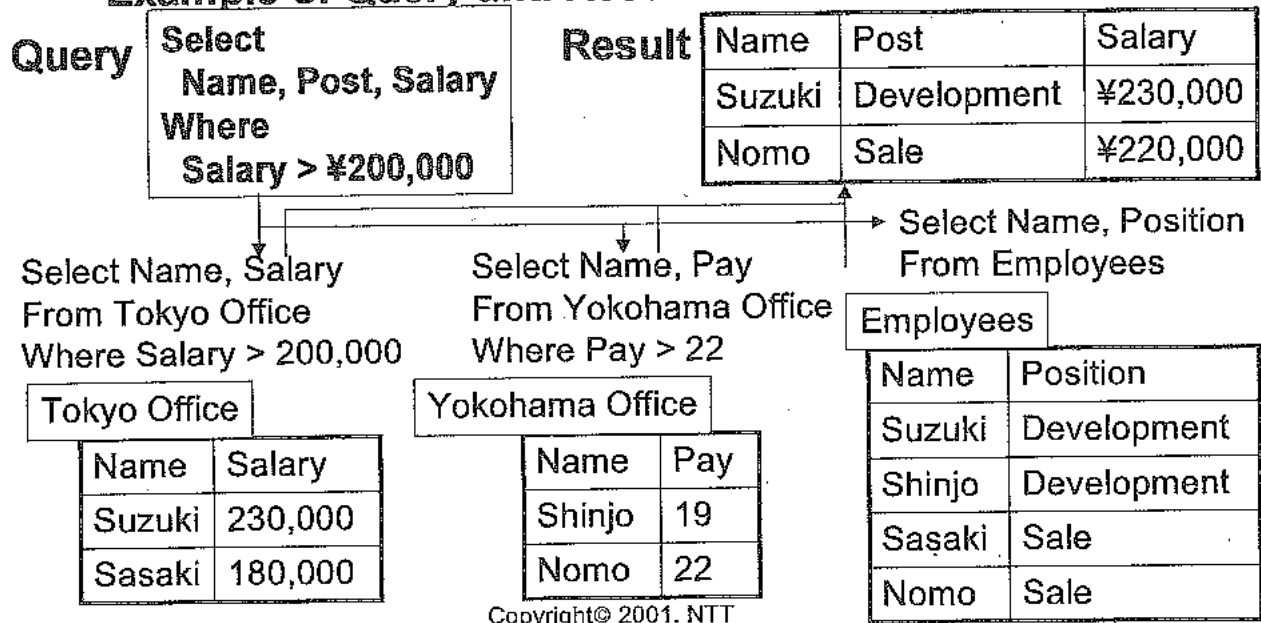 Query
Select
Name, Post, Salary
Where
Salary > ¥200,000
Result
Name Post Salary
Suzuki Development ¥230,000
Nomo Sale ¥220,000
Select Name, Salary
From Tokyo Office
Where Salary > 200,000
Select Name, Pay
From Yokohama Office
Where Pay > 22
Select Name, Position
From Employees
Tokyo Office
Name Salary
Suzuki 230,000
Sasaki 180,000
Yokohama Office
Name Pay
Shinjo 19
Nomo 22
Employees
Name Position
Suzuki Development
Shinjo Development
Sasaki Sale
Nomo Sale
Copyright© 2001. NTT